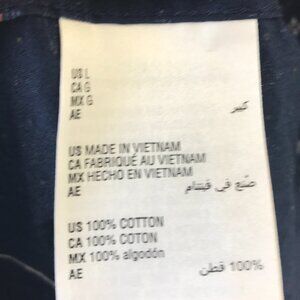 US L
CA G
MX G
AE كبير
US MADE IN VIETNAM
CA FABRIQUÉ AU VIETNAM
MX HECHO EN VIETNAM
AE صنع في فيتنام
US 100% COTTON
CA 100% COTON
MX 100% algodón
AE 100% قطن